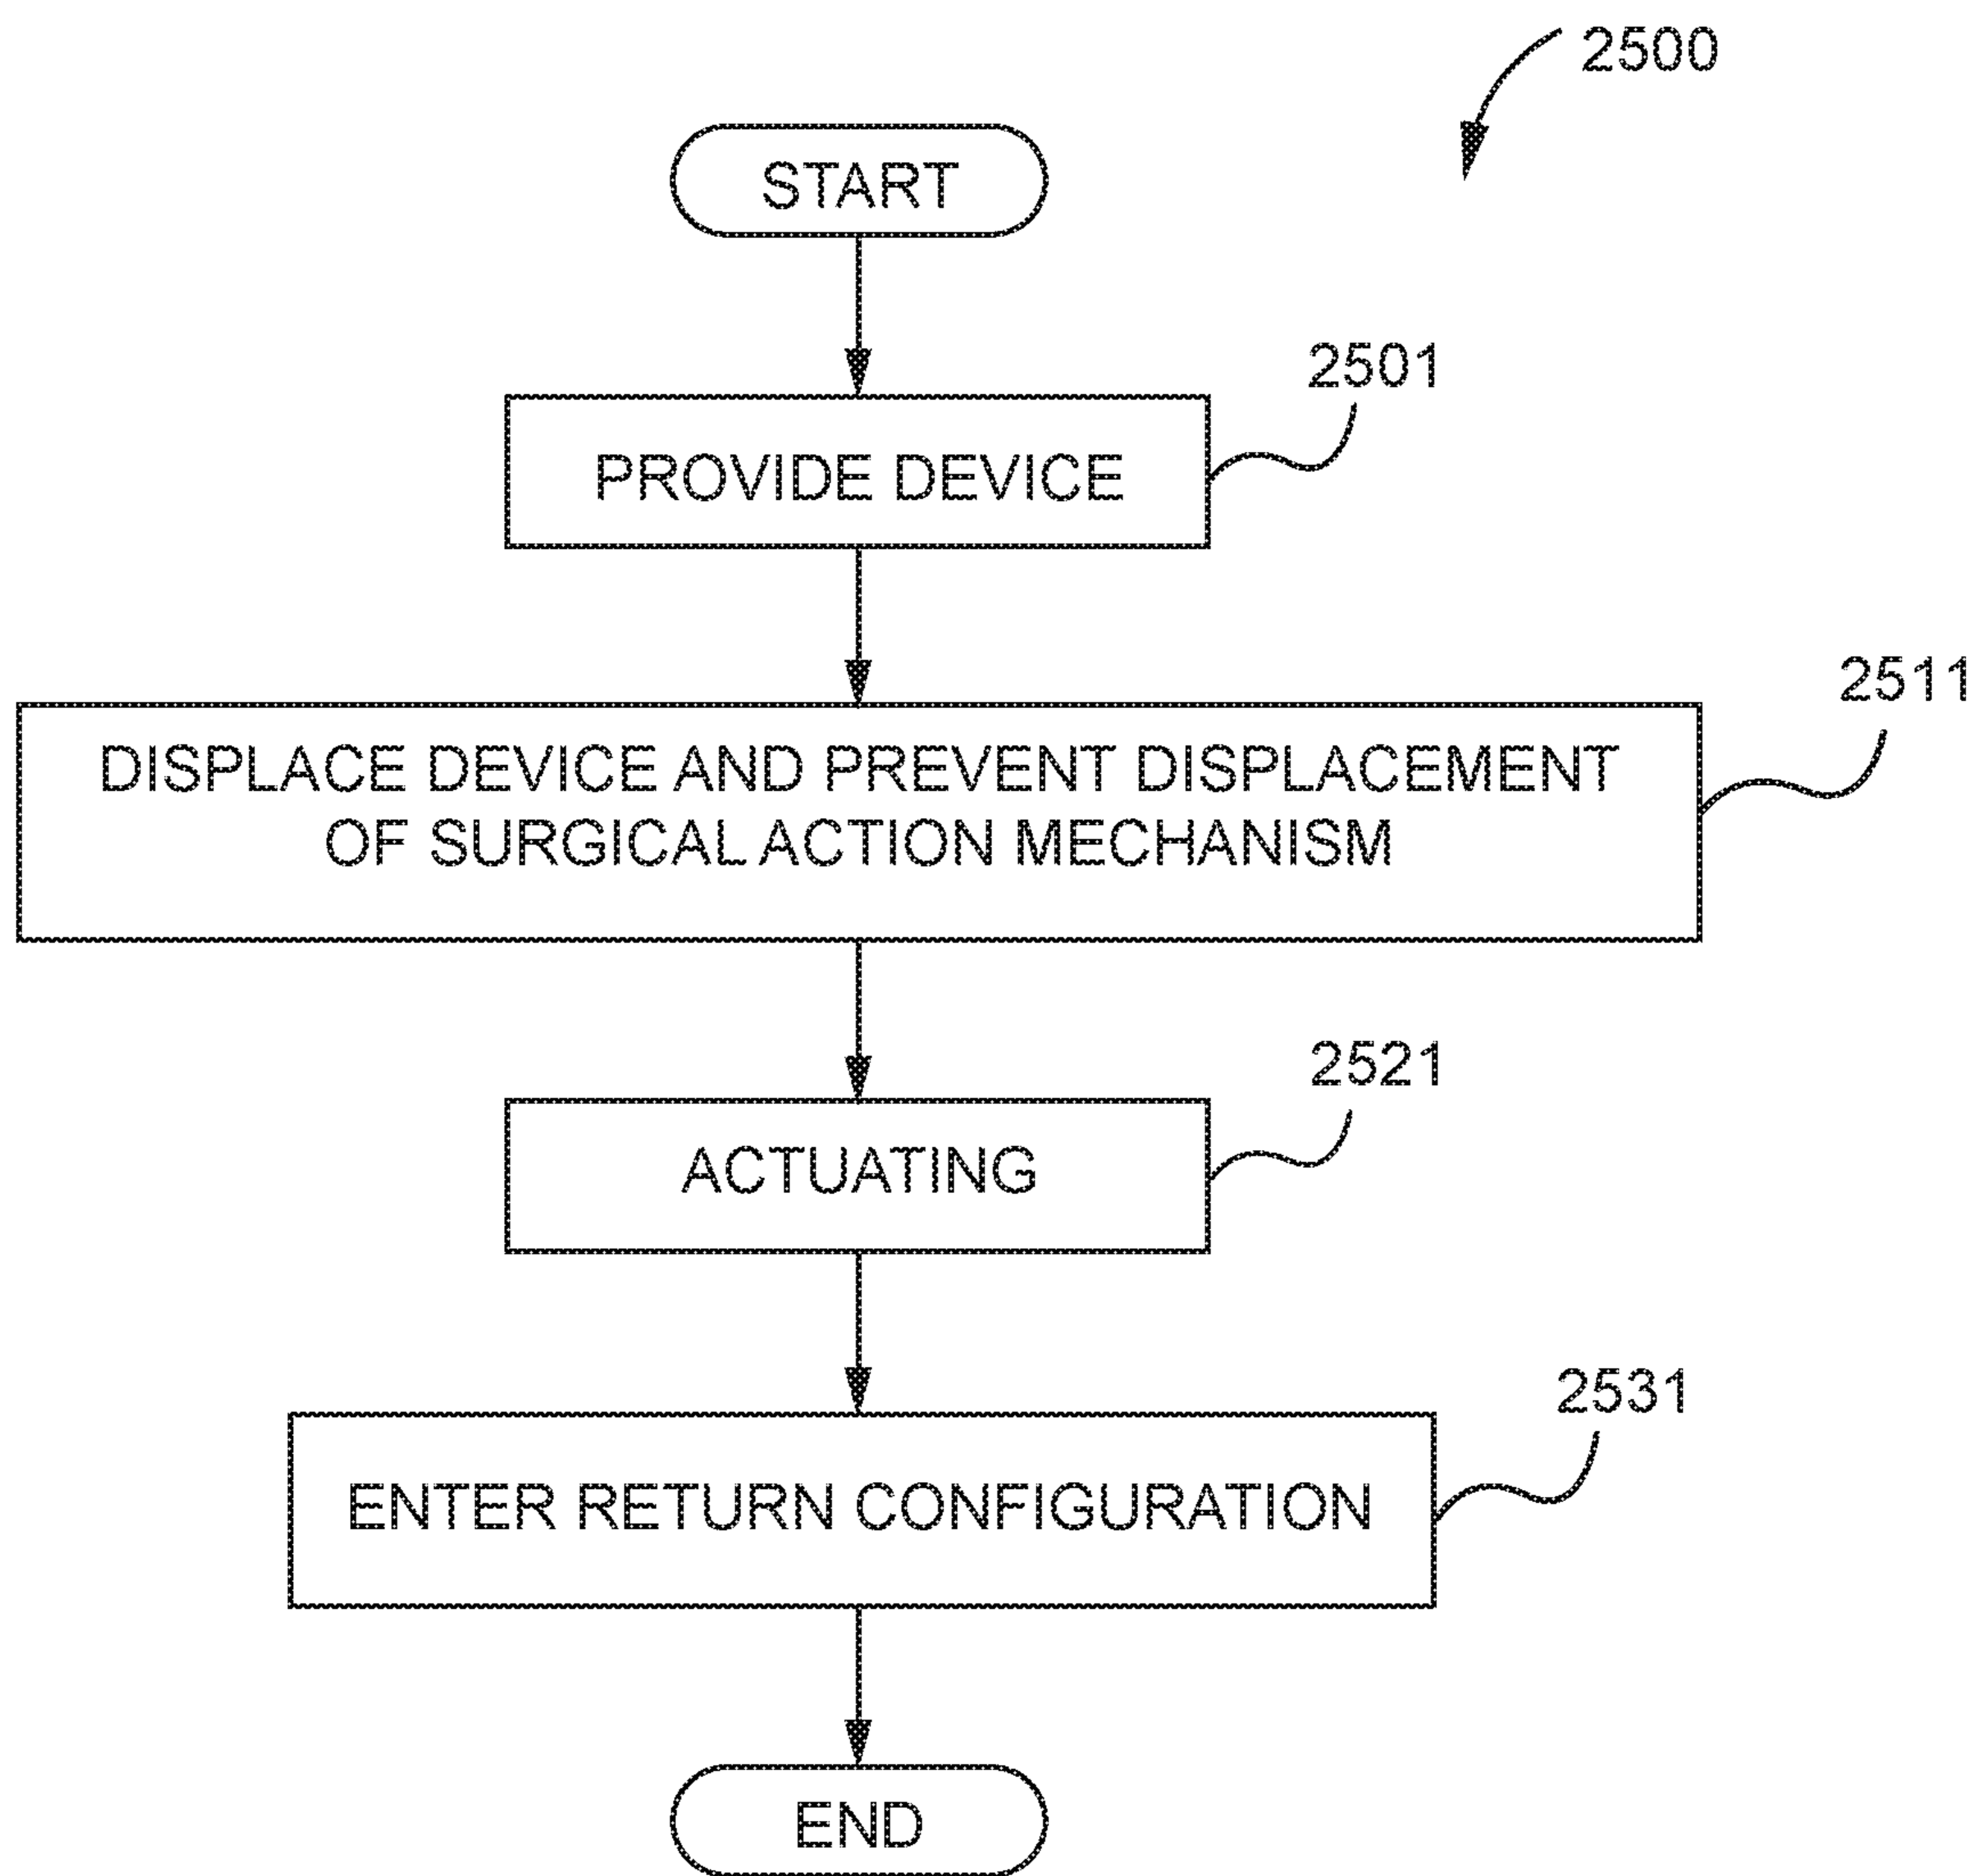 2500
START
2501
PROVIDE DEVICE
2511
DISPLACE DEVICE AND PREVENT DISPLACEMENT
OF SURGICAL ACTION MECHANISM
2521
ACTUATING
2531
ENTER RETURN CONFIGURATION
END